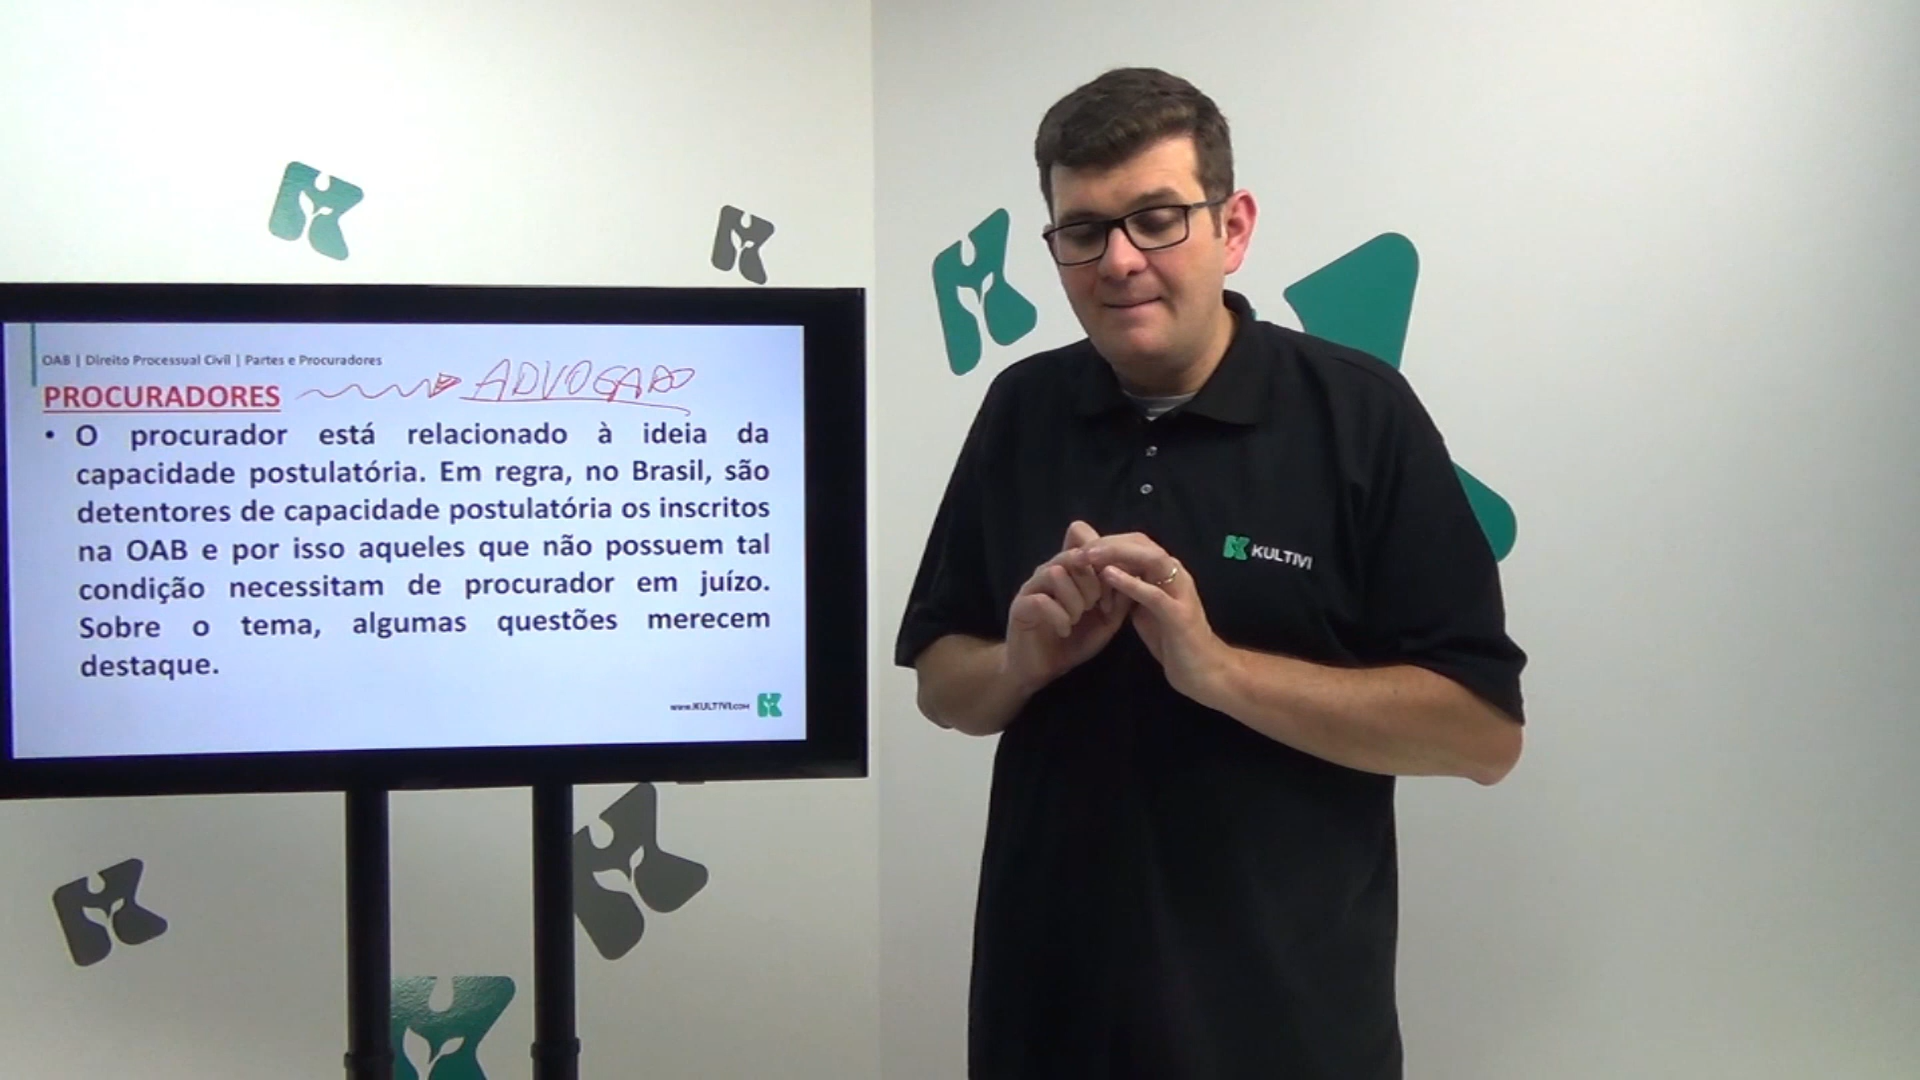 OAB | Direito Processual Civil | Partes e Procuradores
PROCURADORES ADVOGADO
• O procurador está relacionado à ideia da
capacidade postulatória. Em regra, no Brasil, são
detentores de capacidade postulatória os inscritos
na OAB e por isso aqueles que não possuem tal
condição necessitam de procurador em juízo.
Sobre o tema, algumas questões merecem
destaque.
www.KULTIVI.COM
KULTIVI